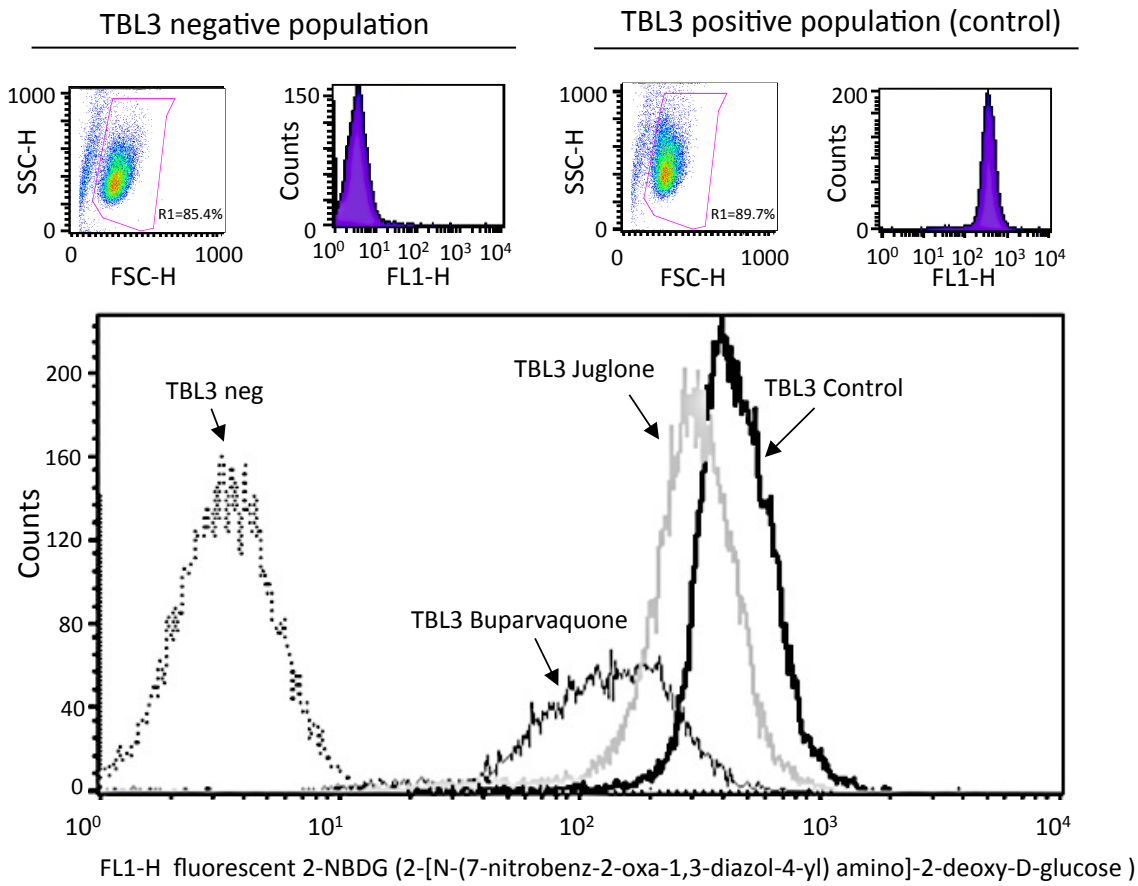 TBL3 negative population
TBL3 positive population (control)
1000
SSC-H
0
R1=85.4%
0
1000
FSC-H
150
Counts
0
10⁰ 10¹ 10² 10³ 10⁴
FL1-H
1000
SSC-H
0
R1=89.7%
0
1000
FSC-H
200
Counts
0
10⁰ 10¹ 10² 10³ 10⁴
FL1-H
TBL3 neg
TBL3 Juglone
TBL3 Control
TBL3 Buparvaquone
Counts
200
160
120
80
40
0
10⁰ 10¹ 10² 10³ 10⁴
FL1-H fluorescent 2-NBDG (2-[N-(7-nitrobenz-2-oxa-1,3-diazol-4-yl) amino]-2-deoxy-D-glucose )